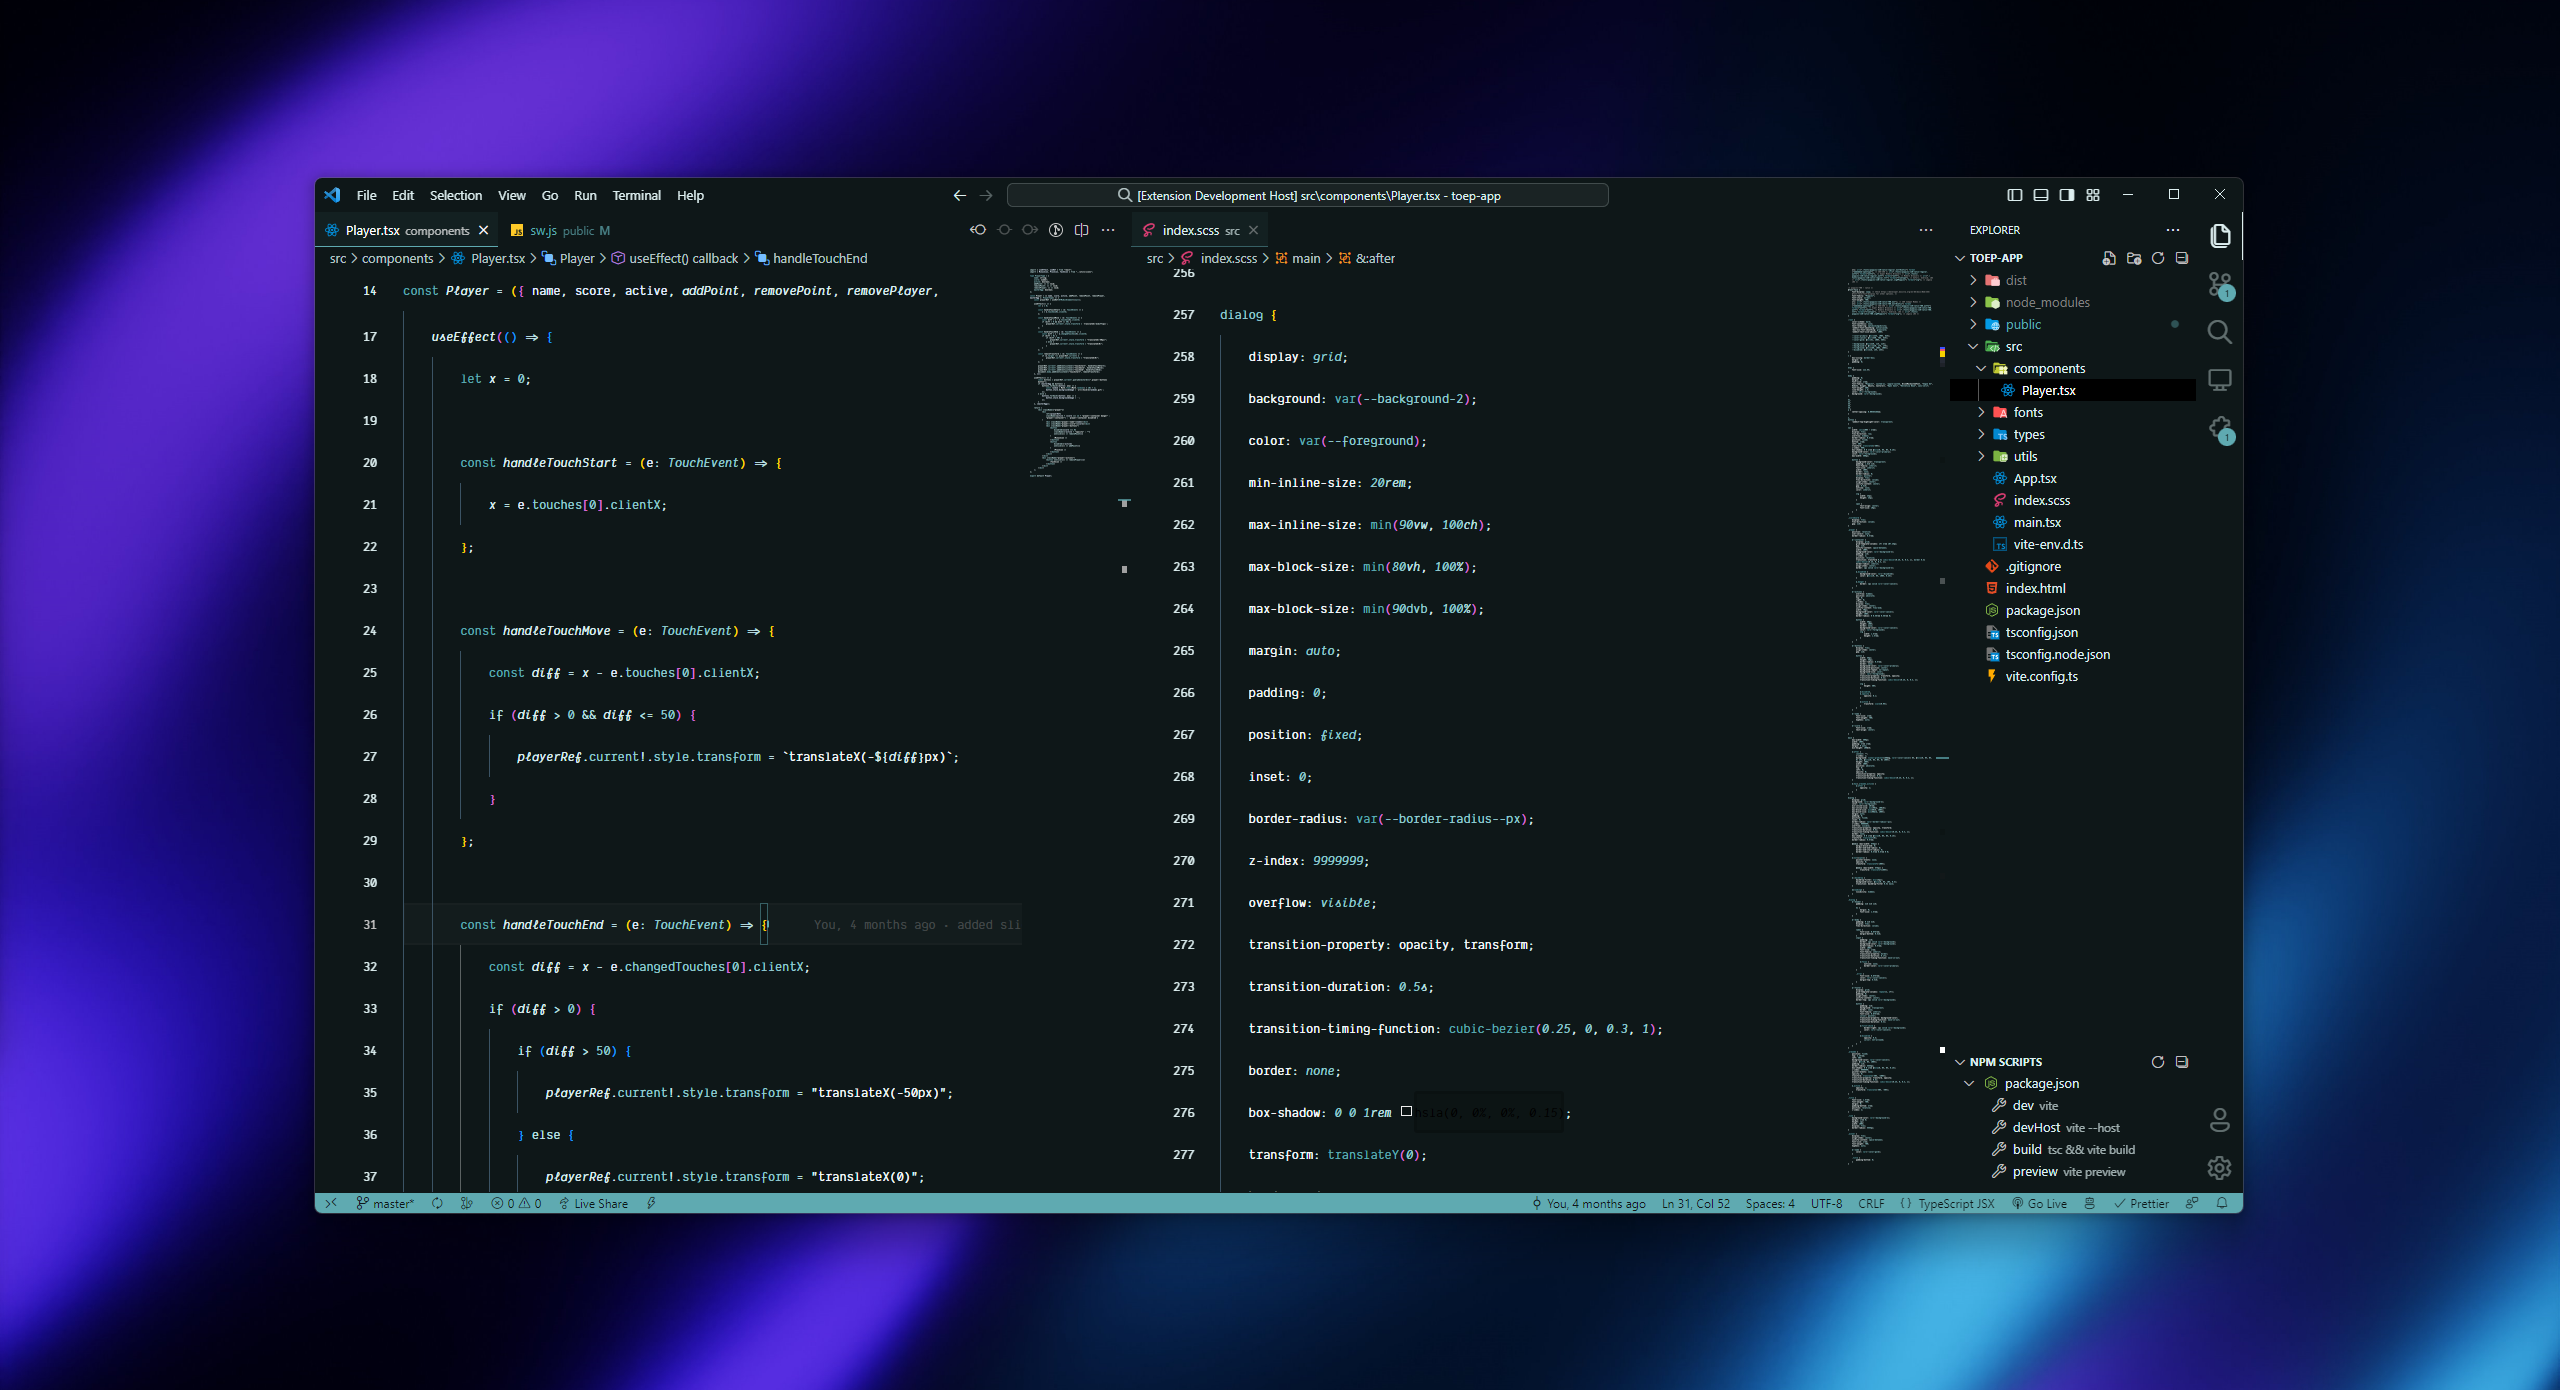 File Edit Selection View Go Run Terminal Help
[Extension Development Host] src\components\Player.tsx - toep-app
Player.tsx components
sw.js public M
src > components > Player.tsx > Player > useEffect() callback > handleTouchEnd
14 const Player = ({ name, score, active, addPoint, removePoint, removePlayer,
17 useEffect(() => {
18 let x = 0;
19
20 const handleTouchStart = (e: TouchEvent) => {
21 x = e.touches[0].clientX;
22 };
23
24 const handleTouchMove = (e: TouchEvent) => {
25 const diff = x - e.touches[0].clientX;
26 if (diff > 0 && diff <= 50) {
27 playerRef.current!.style.transform = `translateX(-${diff}px)`;
28 }
29 };
30
31 const handleTouchEnd = (e: TouchEvent) => { You, 4 months ago · added sli
32 const diff = x - e.changedTouches[0].clientX;
33 if (diff > 0) {
34 if (diff > 50) {
35 playerRef.current!.style.transform = "translateX(-50px)";
36 } else {
37 playerRef.current!.style.transform = "translateX(0)";
index.scss src
src > index.scss > main > &::after
256
257 dialog {
258 display: grid;
259 background: var(--background-2);
260 color: var(--foreground);
261 min-inline-size: 20rem;
262 max-inline-size: min(90vw, 100ch);
263 max-block-size: min(80vh, 100%);
264 max-block-size: min(90dvb, 100%);
265 margin: auto;
266 padding: 0;
267 position: fixed;
268 inset: 0;
269 border-radius: var(--border-radius--px);
270 z-index: 9999999;
271 overflow: visible;
272 transition-property: opacity, transform;
273 transition-duration: 0.5s;
274 transition-timing-function: cubic-bezier(0.25, 0, 0.3, 1);
275 border: none;
276 box-shadow: 0 0 1rem hsla(0, 0%, 0%, 0.15);
277 transform: translateY(0);
EXPLORER
TOEP-APP
dist
node_modules
public
src
components
Player.tsx
fonts
types
utils
App.tsx
index.scss
main.tsx
vite-env.d.ts
.gitignore
index.html
package.json
tsconfig.json
tsconfig.node.json
vite.config.ts
NPM SCRIPTS
package.json
dev vite
devHost vite --host
build tsc && vite build
preview vite preview
1
1
master* 0 0 Live Share
You, 4 months ago Ln 31, Col 52 Spaces: 4 UTF-8 CRLF { } TypeScript JSX Go Live Prettier